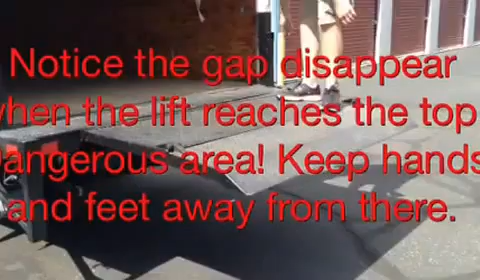 Notice the gap disappear
when the lift reaches the top
Dangerous area! Keep hands
and feet away from there.